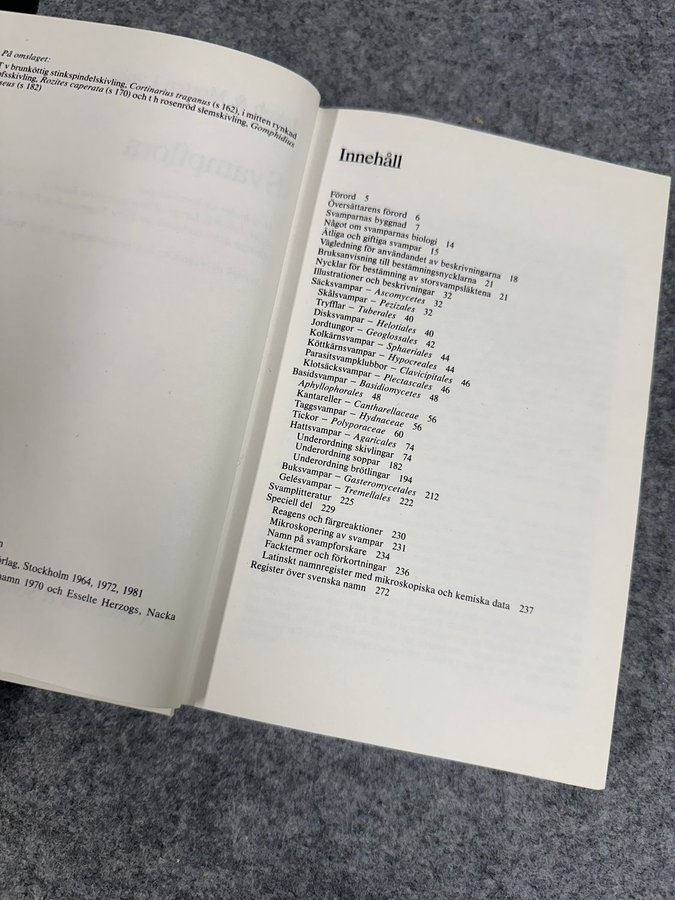 På omslaget:
T v brunköttig stinkspindelskivling, Cortinarius traganus (s 162), i mitten rynkad
ofsskivling, Rozites caperata (s 170) och t h rosenröd slemskivling, Gomphidius
seus (s 182)
Svampflora
örlag, Stockholm 1964, 1972, 1981
namn 1970 och Esselte Herzogs, Nacka
Innehåll
Förord 5
Översättarens förord 6
Svamparnas byggnad 7
Något om svamparnas biologi 14
Ätliga och giftiga svampar 15
Vägledning för användandet av beskrivningarna 18
Bruksanvisning till bestämningsnycklarna 21
Nycklar för bestämning av storsvampsläktena 21
Illustrationer och beskrivningar 32
Säcksvampar – Ascomycetes 32
Skålsvampar – Pezizales 32
Tryfflar – Tuberales 40
Disksvampar – Helotiales 40
Jordtungor – Geoglossales 42
Kolkärnsvampar – Sphaeriales 44
Köttkärnsvampar – Hypocreales 44
Parasitsvampklubbor – Clavicipitales 46
Klotsäcksvampar – Plectascales 46
Basidsvampar – Basidiomycetes 48
Aphyllophorales 48
Kantareller – Cantharellaceae 56
Taggsvampar – Hydnaceae 56
Tickor – Polyporaceae 60
Hattsvampar – Agaricales 74
Underordning skivlingar 74
Underordning soppar 182
Underordning brötlingar 194
Buksvampar – Gasteromycetales 212
Gelésvampar – Tremellales 222
Svamplitteratur 225
Speciell del 229
Reagens och färgreaktioner 230
Mikroskopering av svampar 231
Namn på svampforskare 234
Facktermer och förkortningar 236
Latinskt namnregister med mikroskopiska och kemiska data 237
Register över svenska namn 272